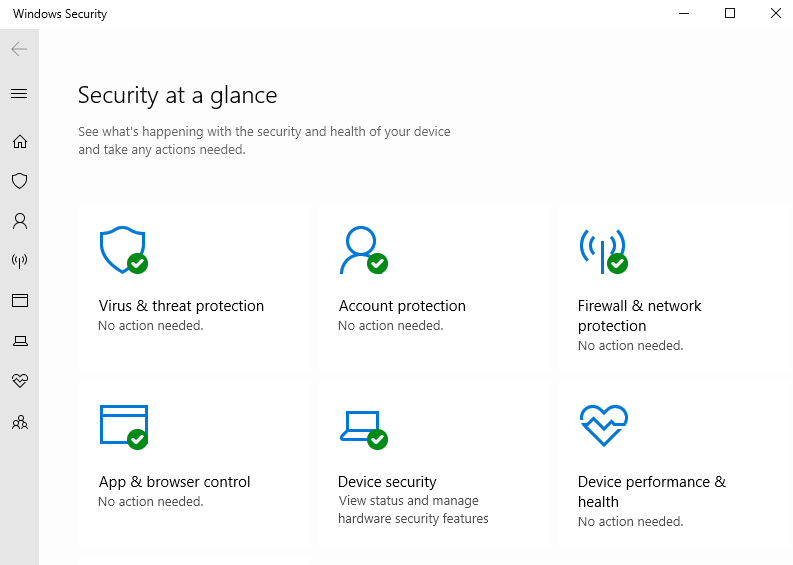 Windows Security
Security at a glance
See what's happening with the security and health of your device
and take any actions needed.
Virus & threat protection
No action needed.
Account protection
No action needed.
Firewall & network
protection
No action needed.
App & browser control
No action needed.
Device security
View status and manage
hardware security features
Device performance &
health
No action needed.